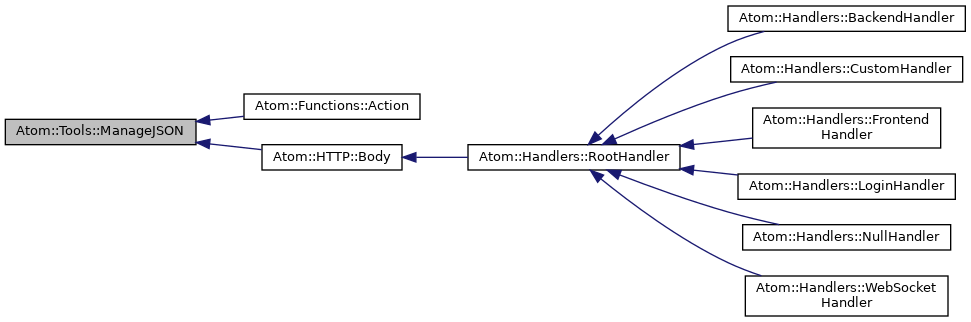 Atom::Tools::ManageJSON
Atom::Functions::Action
Atom::HTTP::Body
Atom::Handlers::RootHandler
Atom::Handlers::BackendHandler
Atom::Handlers::CustomHandler
Atom::Handlers::Frontend
Handler
Atom::Handlers::LoginHandler
Atom::Handlers::NullHandler
Atom::Handlers::WebSocket
Handler